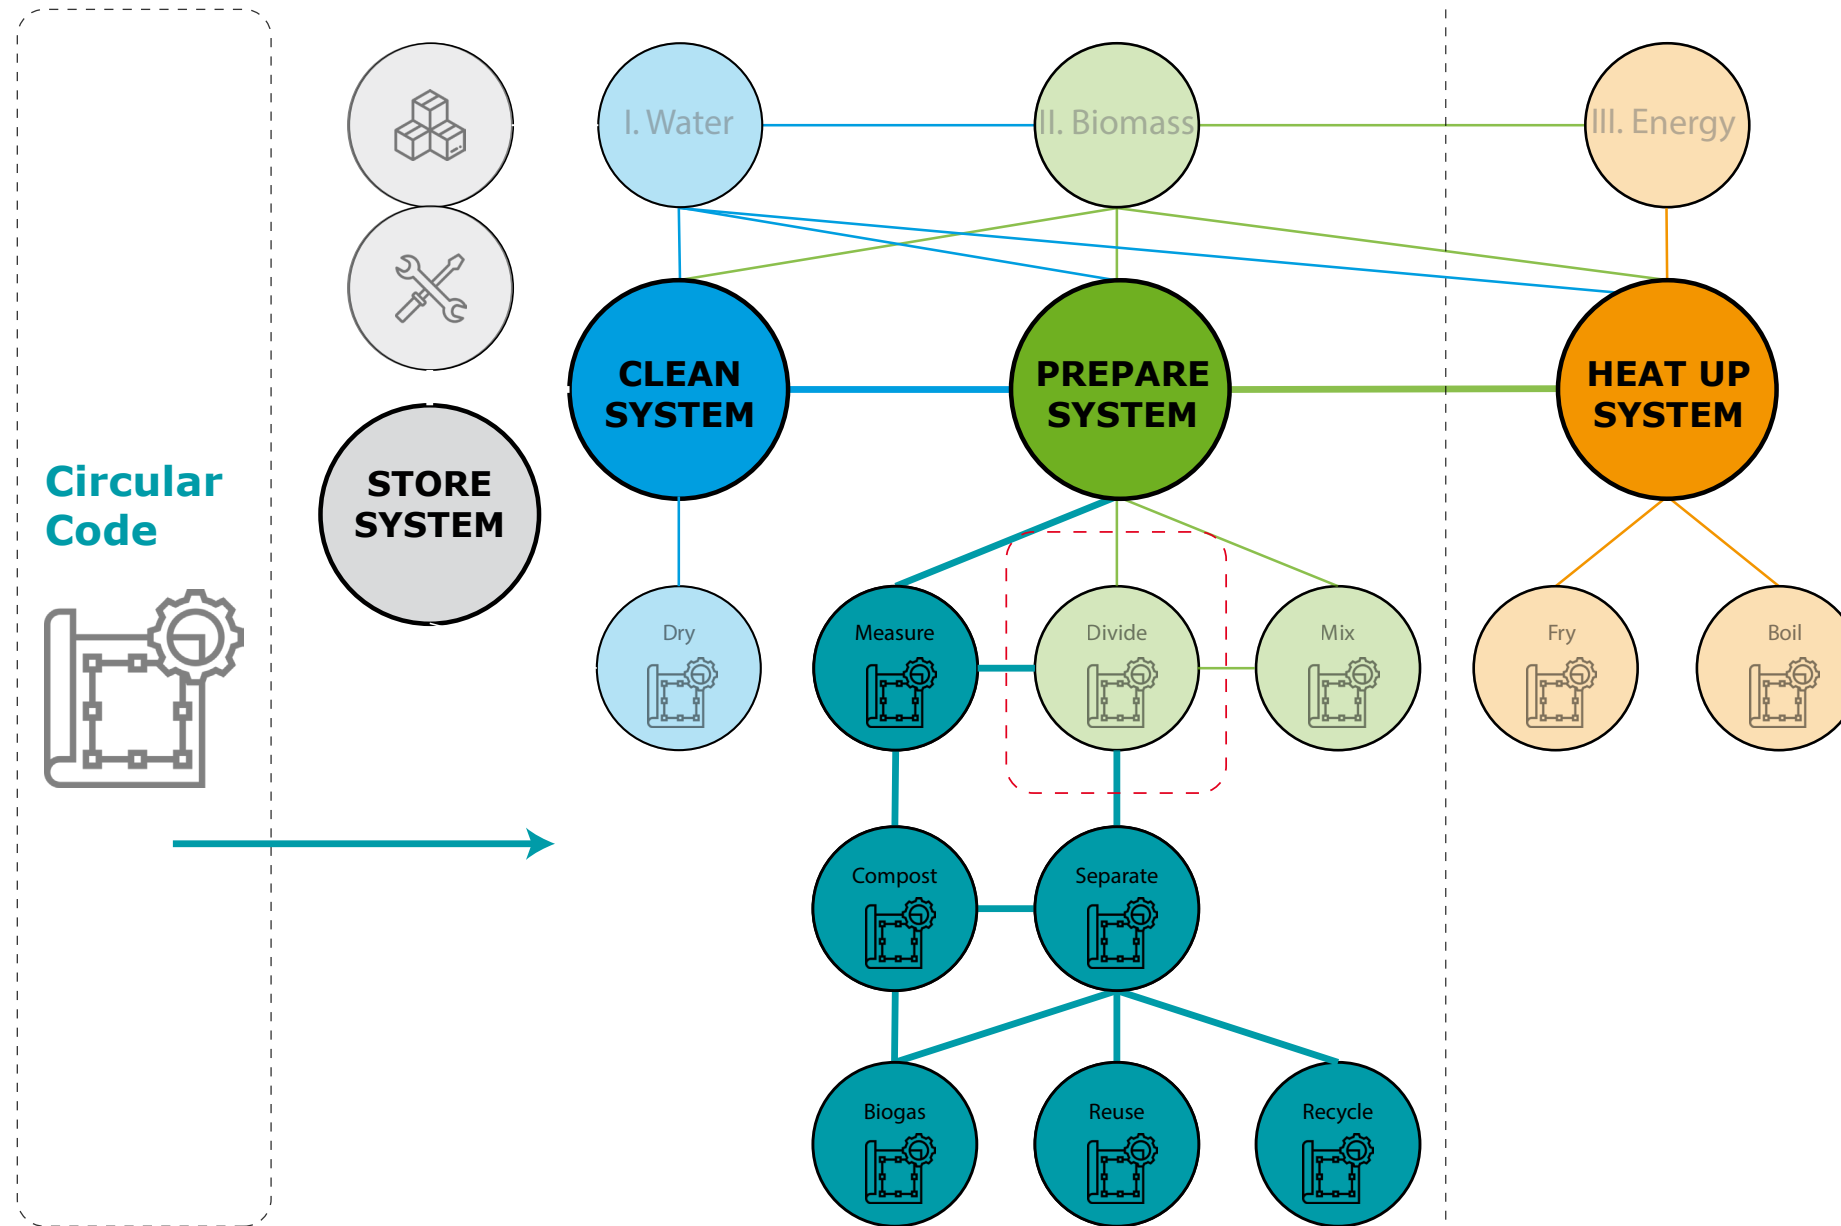 I. Water
II. Biomass
III. Energy
CLEAN
SYSTEM
PREPARE
SYSTEM
HEAT UP
SYSTEM
Circular
Code
STORE
SYSTEM
Dry
Measure
Divide
Mix
Fry
Boil
Compost
Separate
Biogas
Reuse
Recycle